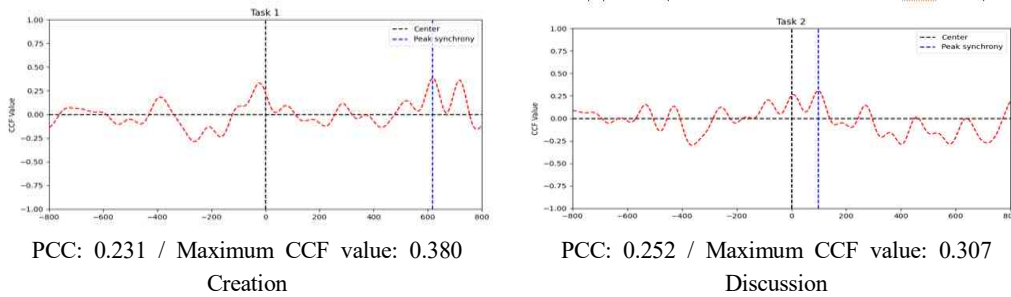 Task 1
1.00
0.75
0.50
0.25
0.00
−0.25
−0.50
−0.75
−1.00
CCF Value
Center
Peak synchrony
−800 −600 −400 −200 0 200 400 600 800
PCC: 0.231 / Maximum CCF value: 0.380
Creation
Task 2
1.00
0.75
0.50
0.25
0.00
−0.25
−0.50
−0.75
−1.00
CCF Value
Center
Peak synchrony
−800 −600 −400 −200 0 200 400 600
PCC: 0.252 / Maximum CCF value: 0.307
Discussion